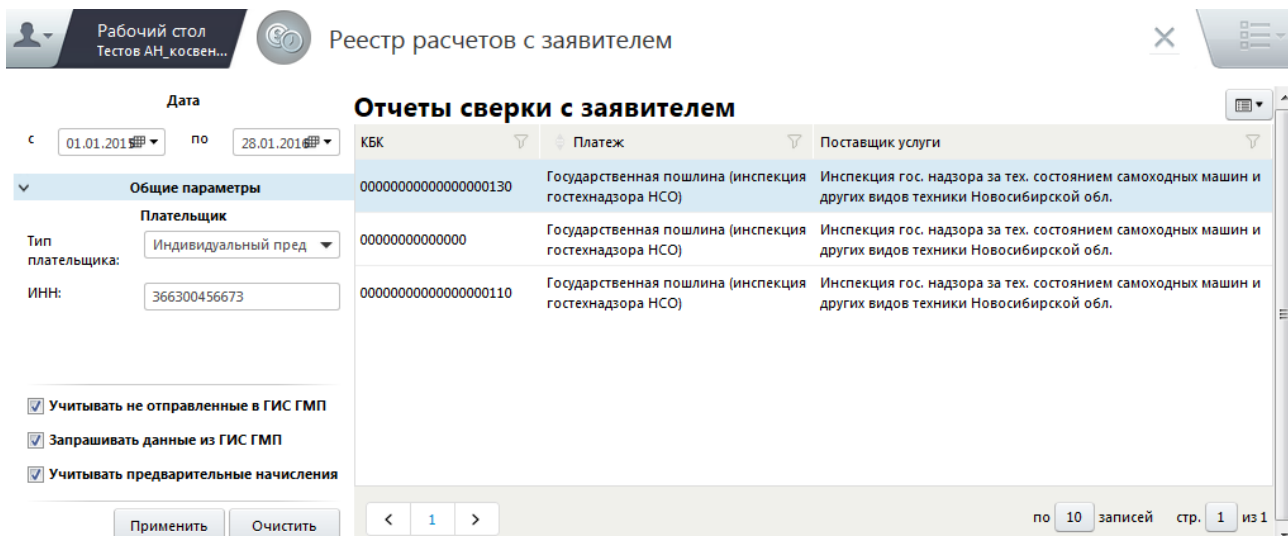 Рабочий стол
Тестов АН_косвен...
Реестр расчетов с заявителем
Дата
с 01.01.2015 по 28.01.2016
Общие параметры
Плательщик
Тип плательщика:
Индивидуальный пред
ИНН:
366300456673
Учитывать не отправленные в ГИС ГМП
Запрашивать данные из ГИС ГМП
Учитывать предварительные начисления
Применить Очистить
Отчеты сверки с заявителем
КБК Платеж Поставщик услуги
00000000000000000130 Государственная пошлина (инспекция Инспекция гос. надзора за тех. состоянием самоходных машин и
гостехнадзора НСО) других видов техники Новосибирской обл.
00000000000000 Государственная пошлина (инспекция Инспекция гос. надзора за тех. состоянием самоходных машин и
гостехнадзора НСО) других видов техники Новосибирской обл.
00000000000000000110 Государственная пошлина (инспекция Инспекция гос. надзора за тех. состоянием самоходных машин и
гостехнадзора НСО) других видов техники Новосибирской обл.
1
по 10 записей стр. 1 из 1